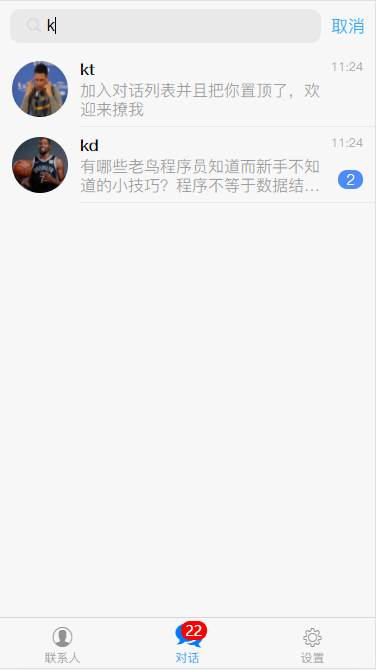 k
取消
kt
11:24
加入对话列表并且把你置顶了，欢
迎来撩我
kd
11:24
有哪些老鸟程序员知道而新手不知
道的小技巧？程序不等于数据结…
2
22
联系人
对话
设置